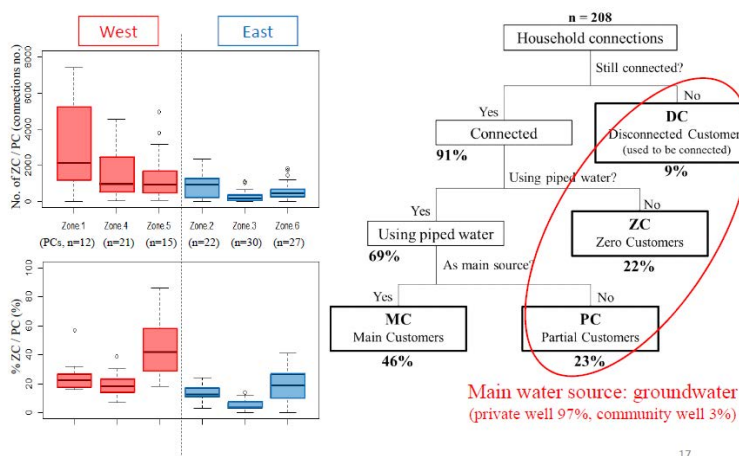 West
East
No. of ZC / PC (connections no.)
8000
6000
4000
2000
0
Zone.1
Zone.4
Zone.5
Zone.2
Zone.3
Zone.6
(PCs, n=12)
(n=21)
(n=15)
(n=22)
(n=30)
(n=27)
% ZC / PC (%)
100
80
60
40
20
0
n = 208
Household connections
Still connected?
Yes
No
Connected
91%
DC
Disconnected Customer
(used to be connected)
9%
Using piped water?
Yes
No
Using piped water
69%
ZC
Zero Customers
22%
As main source?
Yes
No
MC
Main Customers
46%
PC
Partial Customers
23%
Main water source: groundwater
(private well 97%, community well 3%)
17